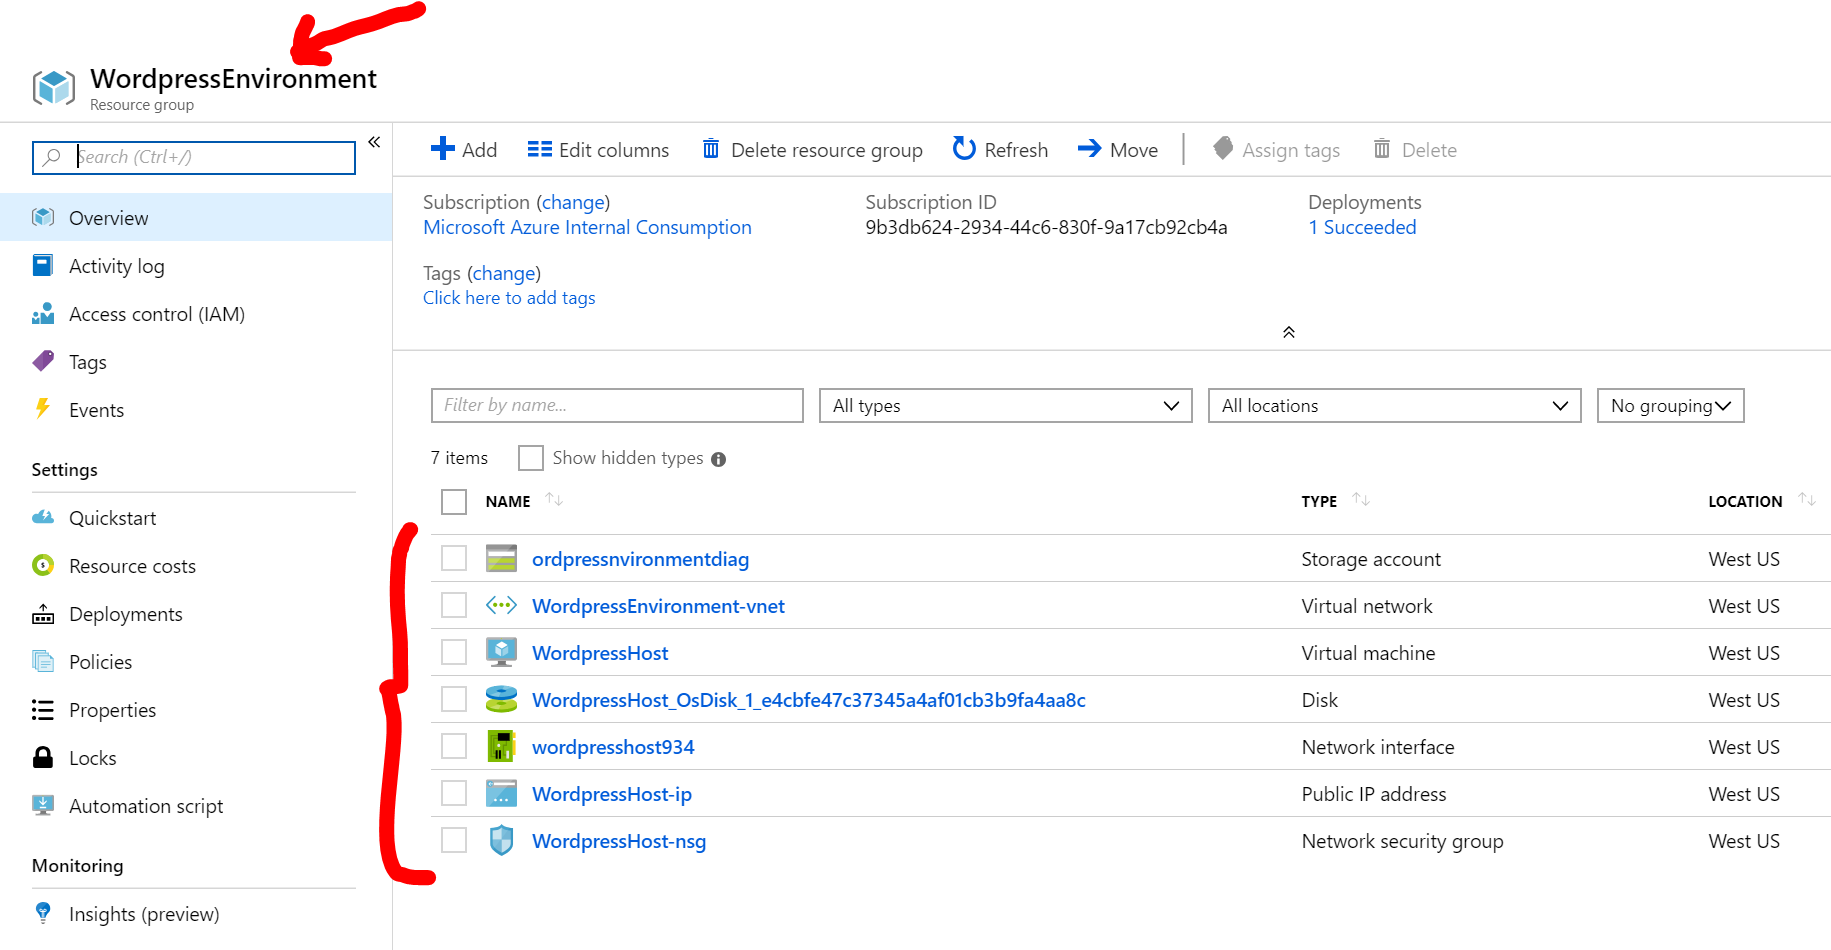 WordpressEnvironment
Resource group
Search (Ctrl+/)
«
Overview
Activity log
Access control (IAM)
Tags
Events
Settings
Quickstart
Resource costs
Deployments
Policies
Properties
Locks
Automation script
Monitoring
Insights (preview)
Add Edit columns Delete resource group Refresh Move Assign tags Delete
Subscription (change) Subscription ID Deployments
Microsoft Azure Internal Consumption 9b3db624-2934-44c6-830f-9a17cb92cb4a 1 Succeeded
Tags (change)
Click here to add tags
Filter by name... All types All locations No grouping
7 items Show hidden types
NAME TYPE LOCATION
ordpressnvironmentdiag Storage account West US
WordpressEnvironment-vnet Virtual network West US
WordpressHost Virtual machine West US
WordpressHost_OsDisk_1_e4cbfe47c37345a4af01cb3b9fa4aa8c Disk West US
wordpresshost934 Network interface West US
WordpressHost-ip Public IP address West US
WordpressHost-nsg Network security group West US